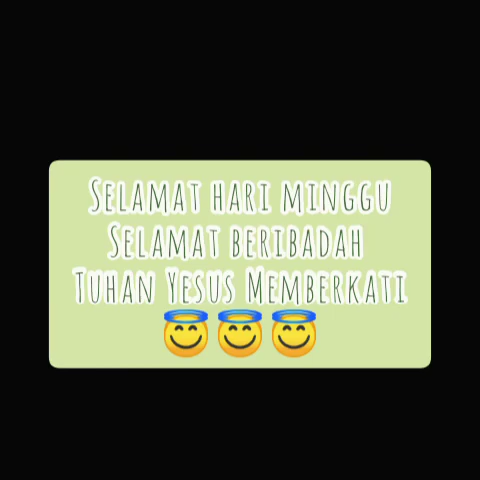 Selamat hari minggu
Selamat beribadah
Tuhan Yesus Memberkati
😇😇😇